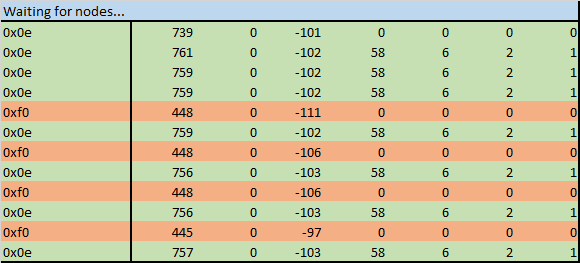 Waiting for nodes...
0x0e 739 0 -101 0 0 0 0
0x0e 761 0 -102 58 6 2 1
0x0e 759 0 -102 58 6 2 1
0x0e 759 0 -102 58 6 2 1
0xf0 448 0 -111 0 0 0 0
0x0e 759 0 -102 58 6 2 1
0xf0 448 0 -106 0 0 0 0
0x0e 756 0 -103 58 6 2 1
0xf0 448 0 -106 0 0 0 0
0x0e 756 0 -103 58 6 2 1
0xf0 445 0 -97 0 0 0 0
0x0e 757 0 -103 58 6 2 1